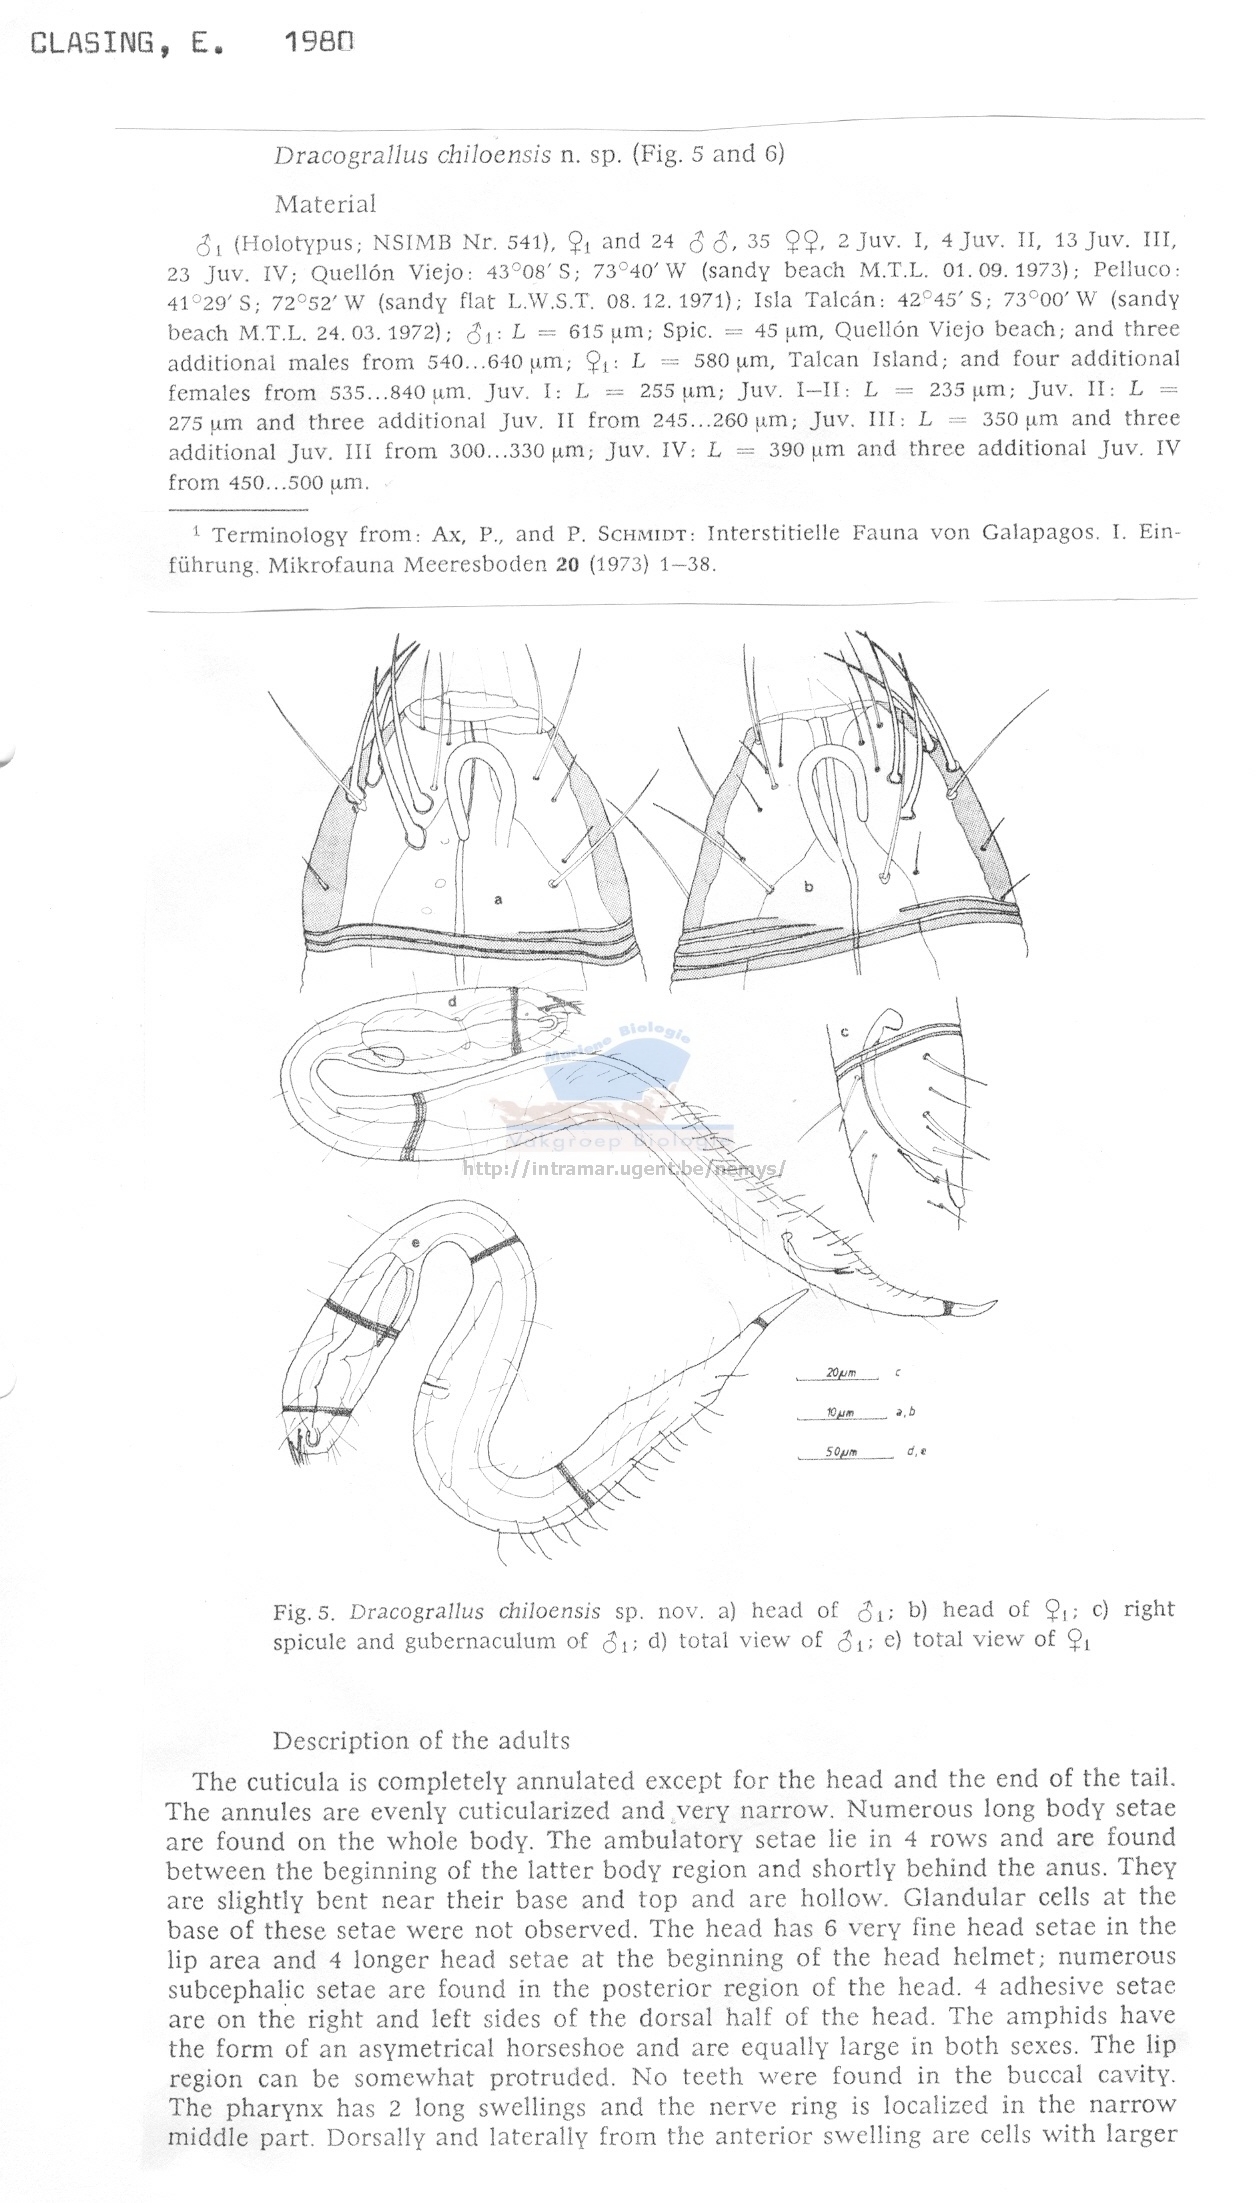 CLASING, E. 1980
Dracograllus chiloensis n. sp. (Fig. 5 and 6)
Material
♂1 (Holotypus; NSIMB Nr. 541), ♀1 and 24 ♂♂, 35 ♀♀, 2 Juv. I, 4 Juv. II, 13 Juv. III,
23 Juv. IV; Quellón Viejo: 43°08′ S; 73°40′ W (sandy beach M.T.L. 01. 09. 1973); Pelluco:
41°29′ S; 72°52′ W (sandy flat L.W.S.T. 08. 12. 1971); Isla Talcán: 42°45′ S; 73°00′ W (sandy
beach M.T.L. 24. 03. 1972); ♂1: L = 615 μm; Spic. = 45 μm, Quellón Viejo beach; and three
additional males from 540...640 μm; ♀1: L = 580 μm, Talcan Island; and four additional
females from 535...840 μm. Juv. I: L = 255 μm; Juv. I–II: L = 235 μm; Juv. II: L =
275 μm and three additional Juv. II from 245...260 μm; Juv. III: L = 350 μm and three
additional Juv. III from 300...330 μm; Juv. IV: L = 390 μm and three additional Juv. IV
from 450...500 μm.
1 Terminology from: Ax, P., and P. SCHMIDT: Interstitielle Fauna von Galapagos. I. Ein-
führung. Mikrofauna Meeresboden 20 (1973) 1–38.
a
b
d
c
Mariene Biologie
Vakgroep Biologie
http://intramar.ugent.be/nemys/
e
20μm c
10μm a,b
50μm d,e
Fig. 5. Dracograllus chiloensis sp. nov. a) head of ♂1; b) head of ♀1; c) right
spicule and gubernaculum of ♂1; d) total view of ♂1; e) total view of ♀1
Description of the adults
The cuticula is completely annulated except for the head and the end of the tail.
The annules are evenly cuticularized and very narrow. Numerous long body setae
are found on the whole body. The ambulatory setae lie in 4 rows and are found
between the beginning of the latter body region and shortly behind the anus. They
are slightly bent near their base and top and are hollow. Glandular cells at the
base of these setae were not observed. The head has 6 very fine head setae in the
lip area and 4 longer head setae at the beginning of the head helmet; numerous
subcephalic setae are found in the posterior region of the head. 4 adhesive setae
are on the right and left sides of the dorsal half of the head. The amphids have
the form of an asymetrical horseshoe and are equally large in both sexes. The lip
region can be somewhat protruded. No teeth were found in the buccal cavity.
The pharynx has 2 long swellings and the nerve ring is localized in the narrow
middle part. Dorsally and laterally from the anterior swelling are cells with larger